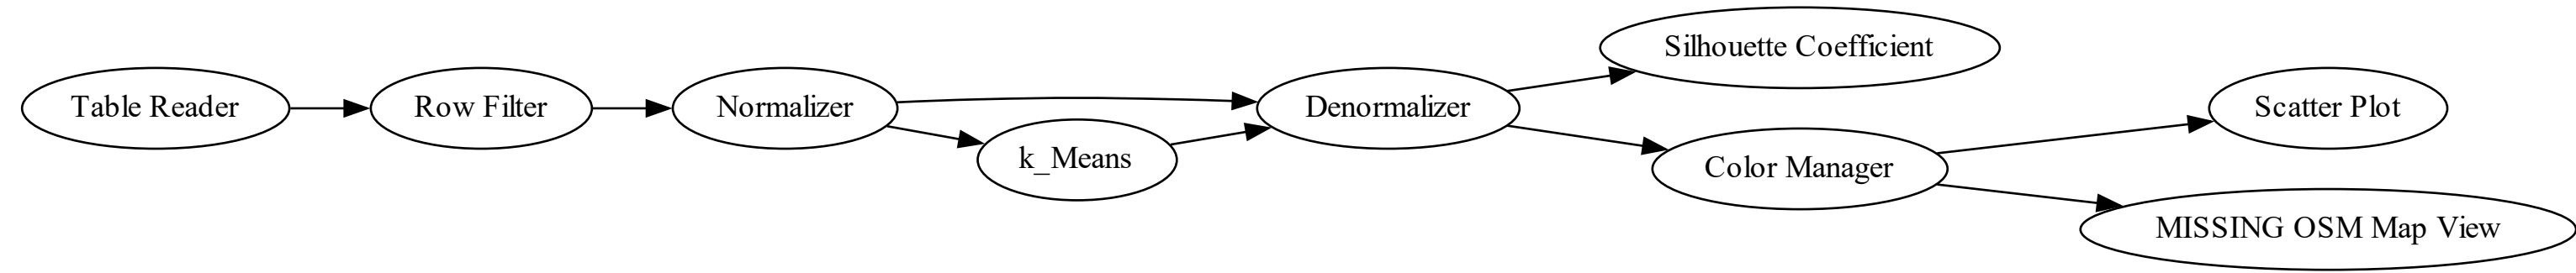 Table Reader
Row Filter
Normalizer
k_Means
Denormalizer
Silhouette Coefficient
Color Manager
Scatter Plot
MISSING OSM Map View